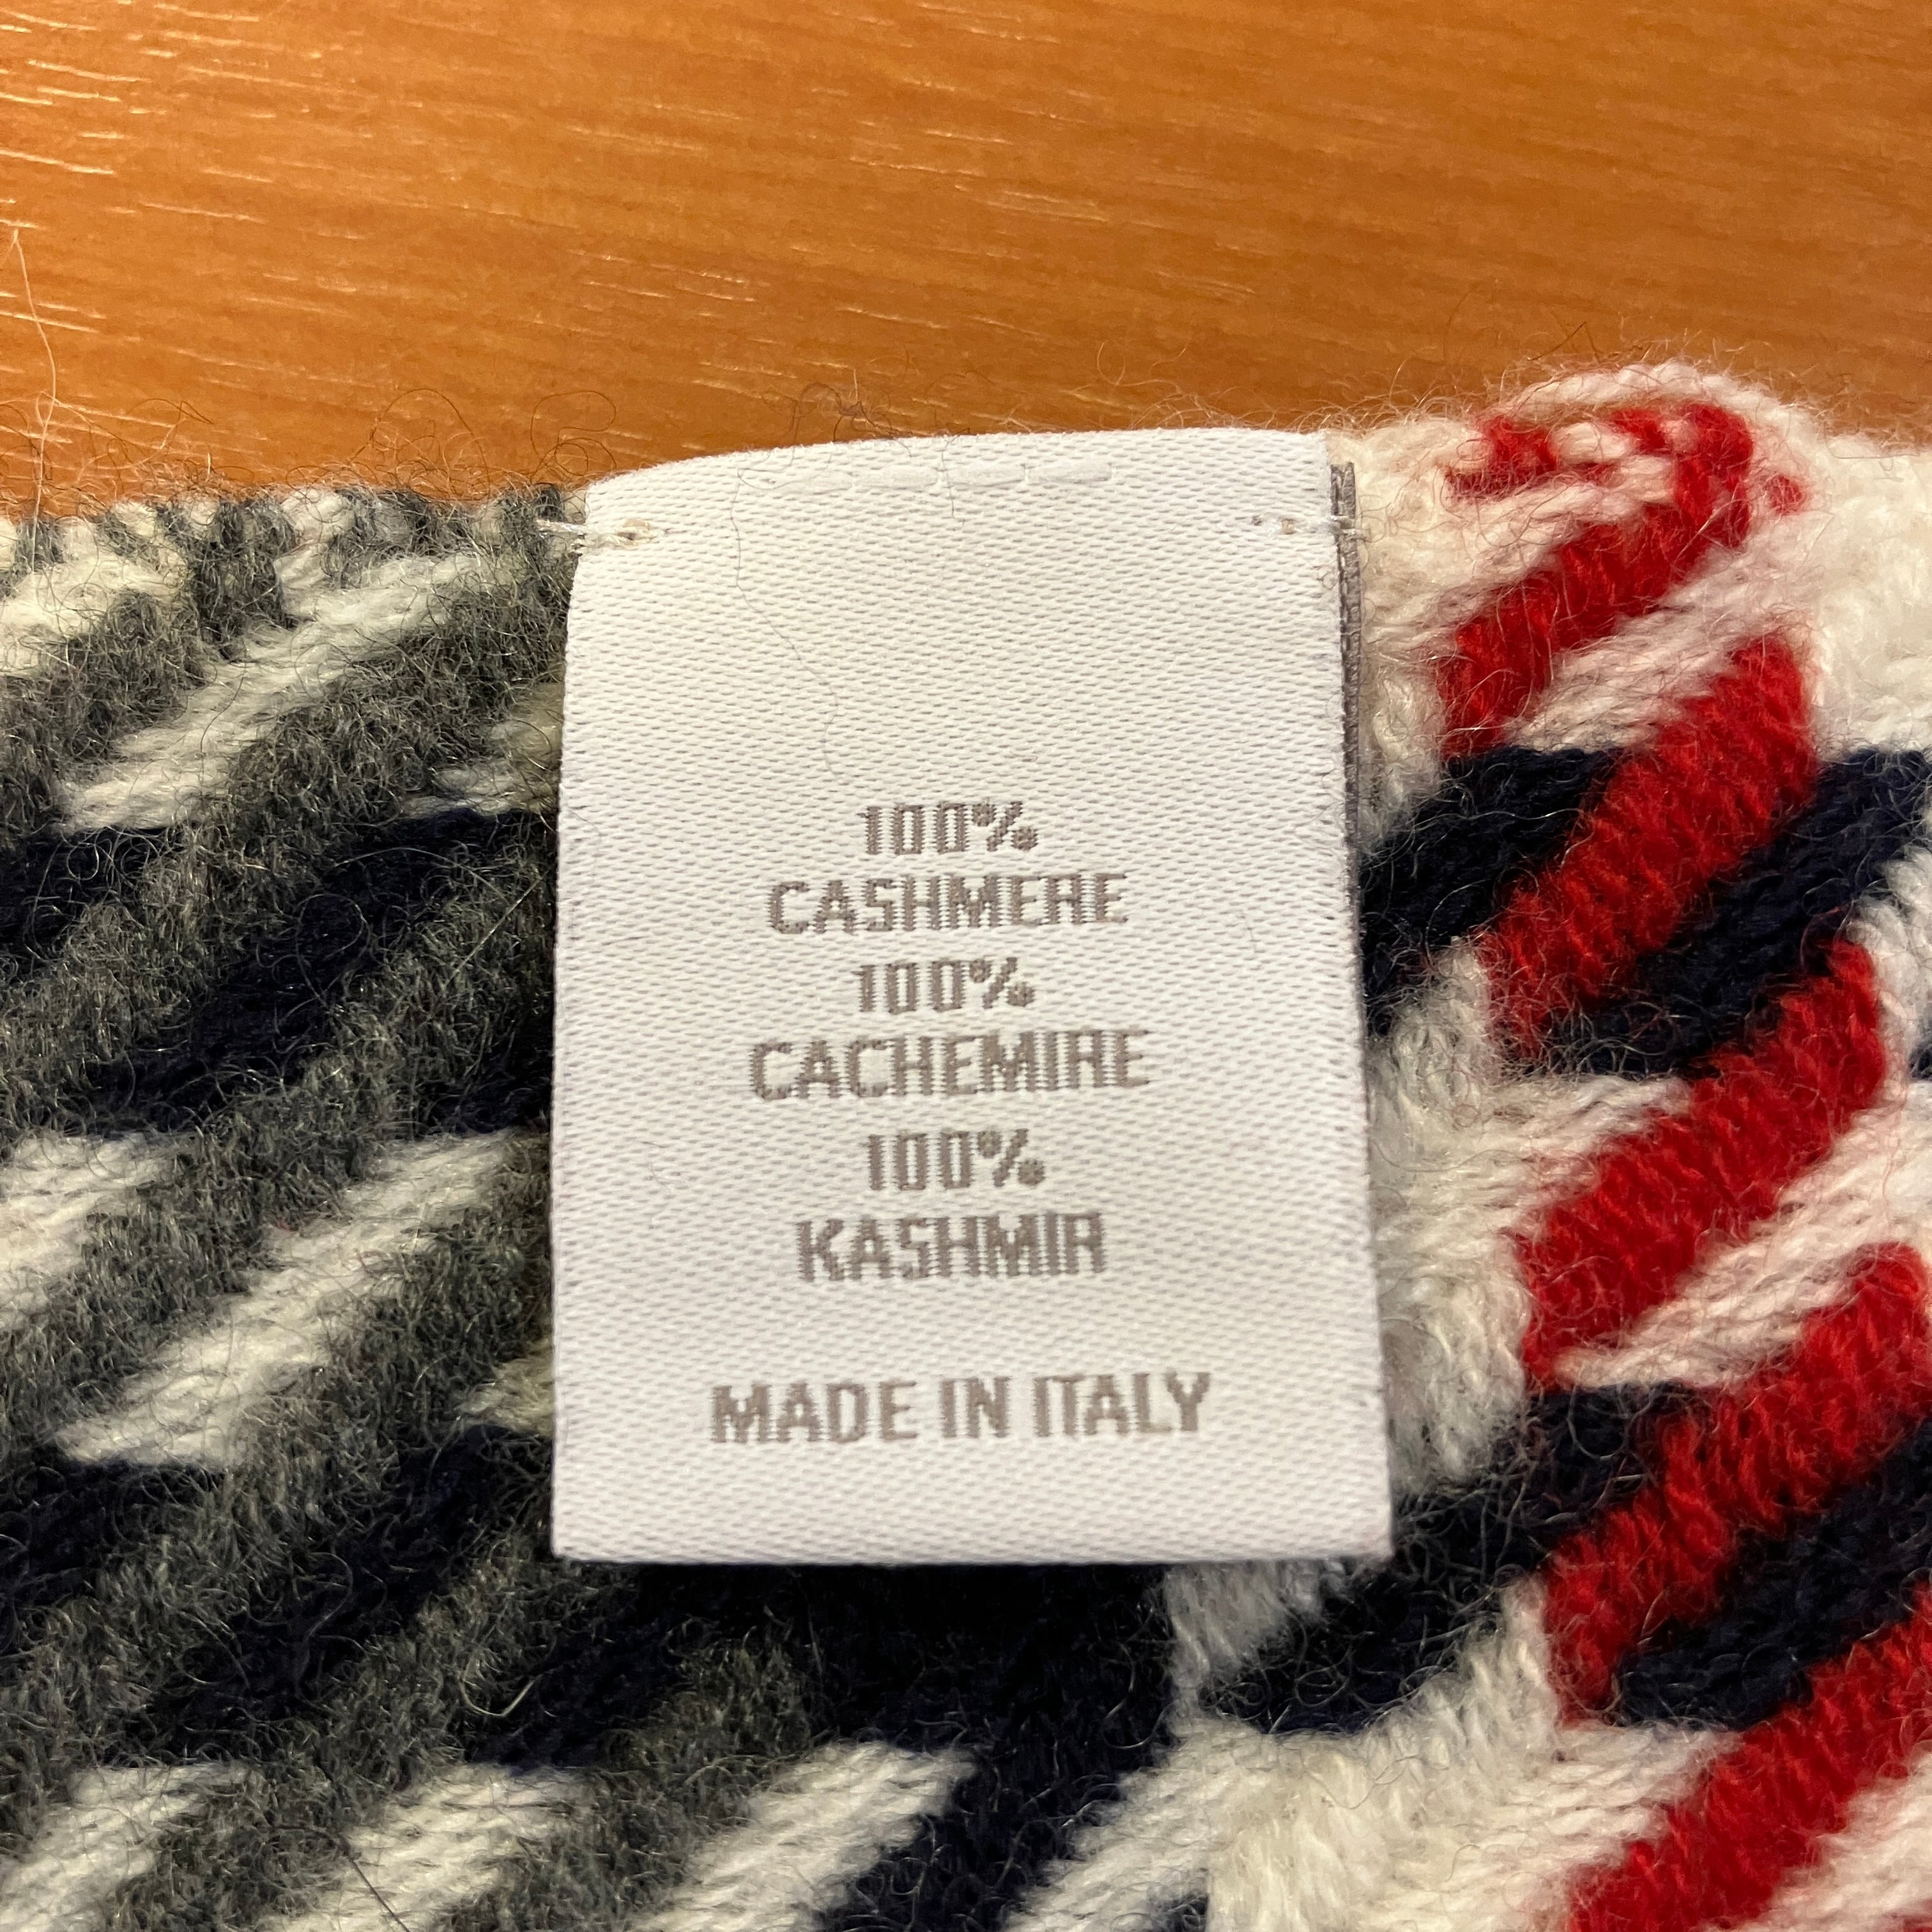 100%
CASHMERE
100%
CACHEMIRE
100%
KASHMIR
MADE IN ITALY